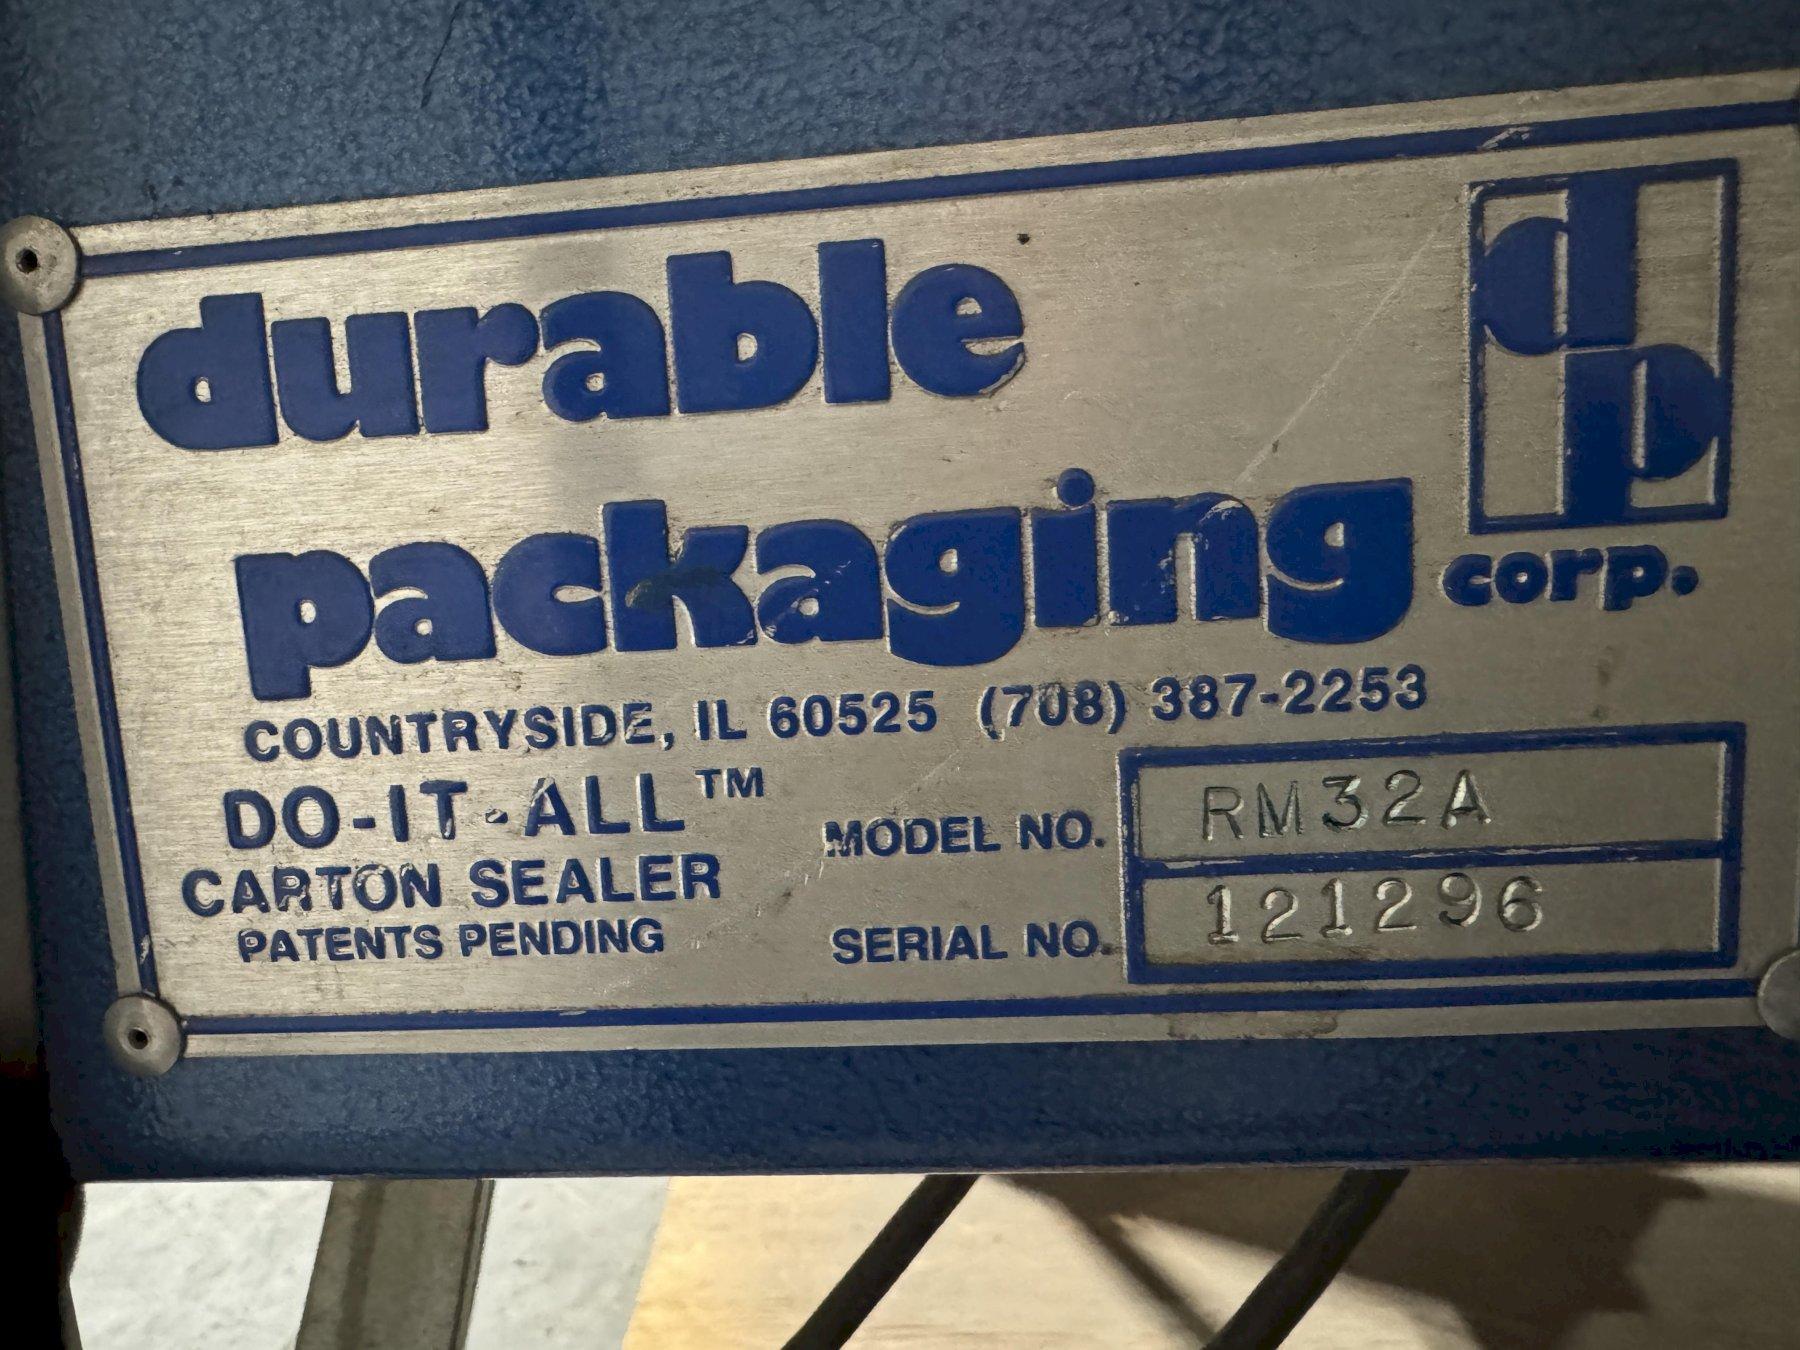 durable
packaging
dp
corp.
COUNTRYSIDE, IL 60525 (708) 387-2253
DO-IT-ALL™
CARTON SEALER
PATENTS PENDING
MODEL NO. RM32A
SERIAL NO. 121296